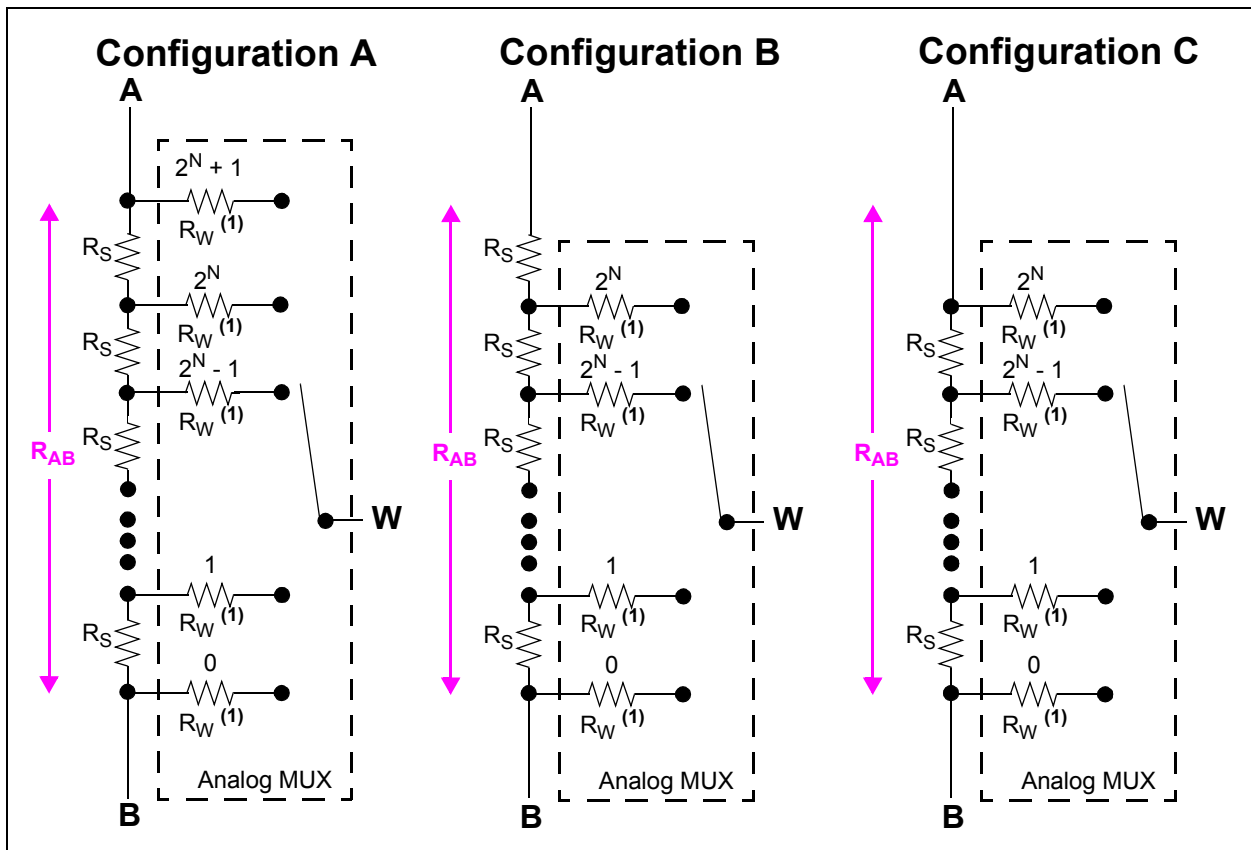 Configuration A
A
2^N + 1
R_W (1)
R_S
2^N
R_W (1)
R_S
2^N - 1
R_W (1)
R_S
R_AB
W
1
R_W (1)
R_S
0
R_W (1)
Analog MUX
B
Configuration B
A
R_S
2^N
R_W (1)
R_S
2^N - 1
R_W (1)
R_S
R_AB
W
1
R_W (1)
R_S
0
R_W (1)
Analog MUX
B
Configuration C
A
2^N
R_W (1)
R_S
2^N - 1
R_W (1)
R_S
R_AB
W
1
R_W (1)
R_S
0
R_W (1)
Analog MUX
B